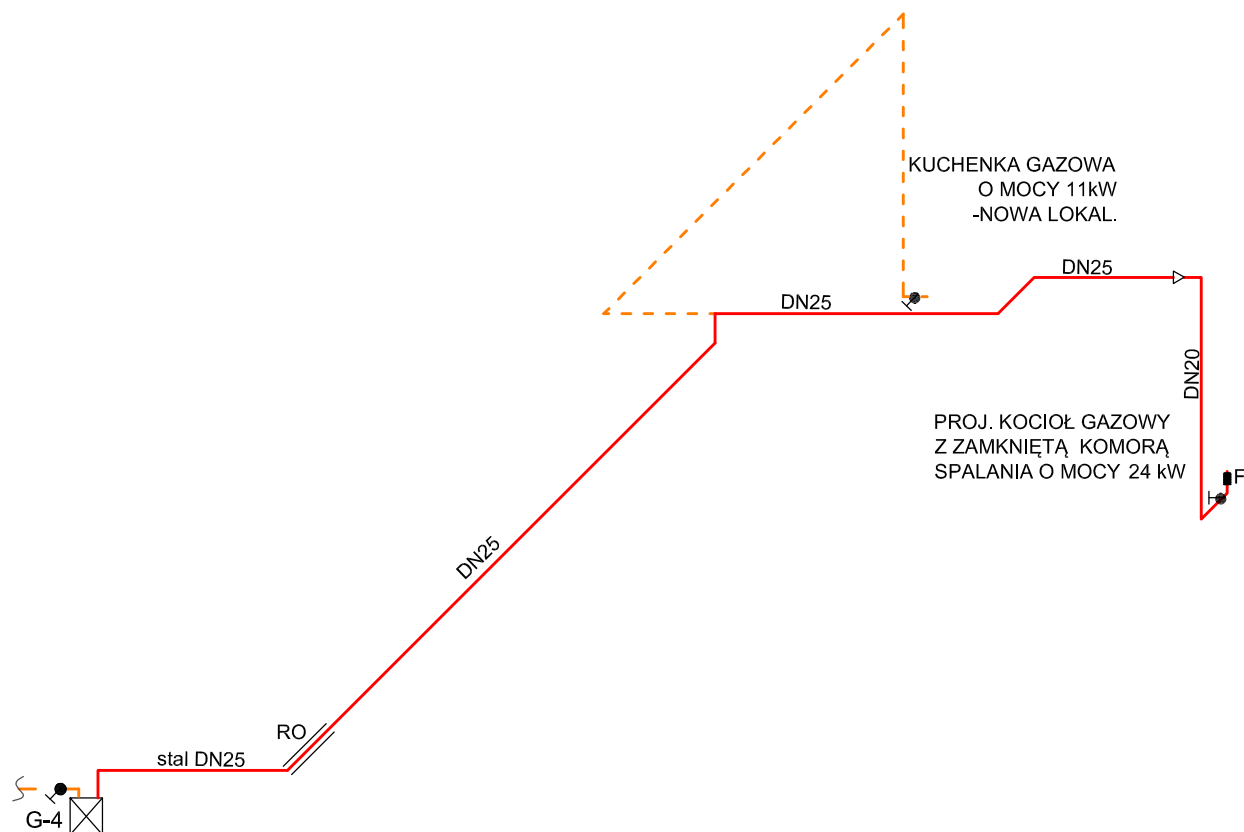 KUCHENKA GAZOWA
O MOCY 11kW
-NOWA LOKAL.
DN25
DN25
DN20
PROJ. KOCIOŁ GAZOWY
Z ZAMKNIĘTĄ KOMORĄ
SPALANIA O MOCY 24 kW
F
DN25
RO
stal DN25
G-4